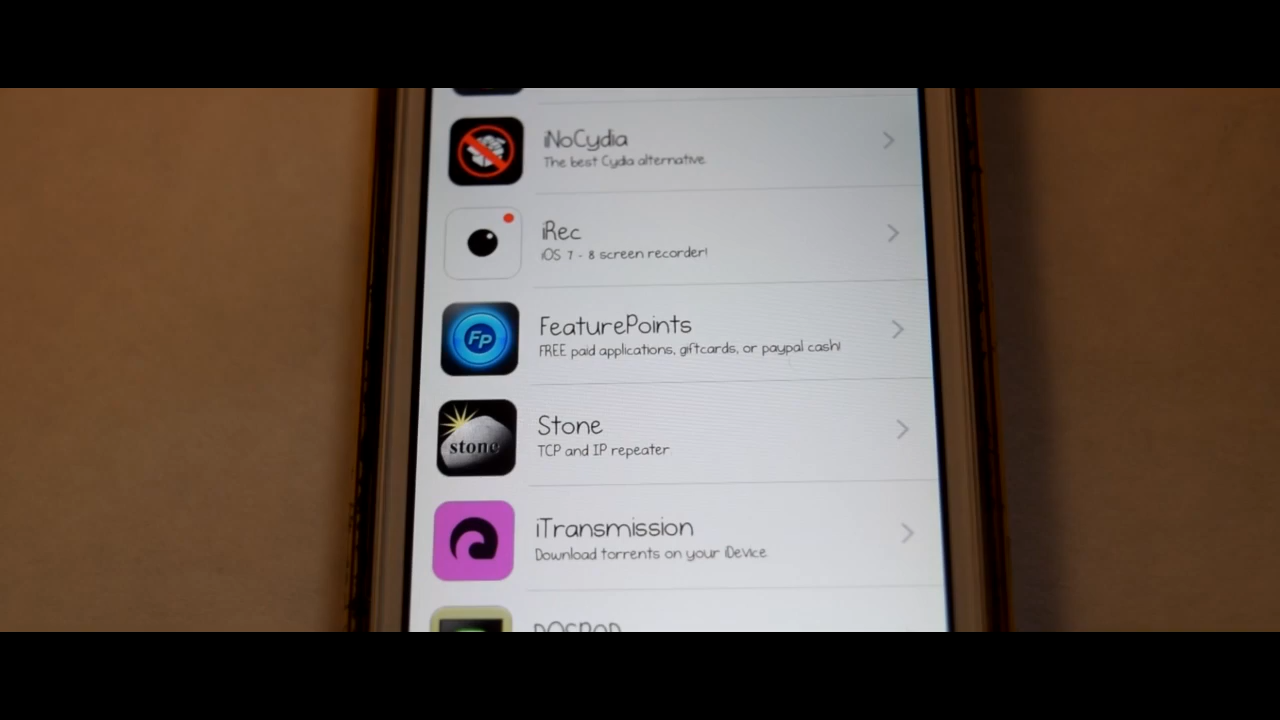 iNoCydia
The best Cydia alternative
iRec
iOS 7 - 8 screen recorder!
FP
FeaturePoints
FREE paid applications, giftcards, or paypal cash!
stone
Stone
TCP and IP repeater
iTransmission
Download torrents on your iDevice